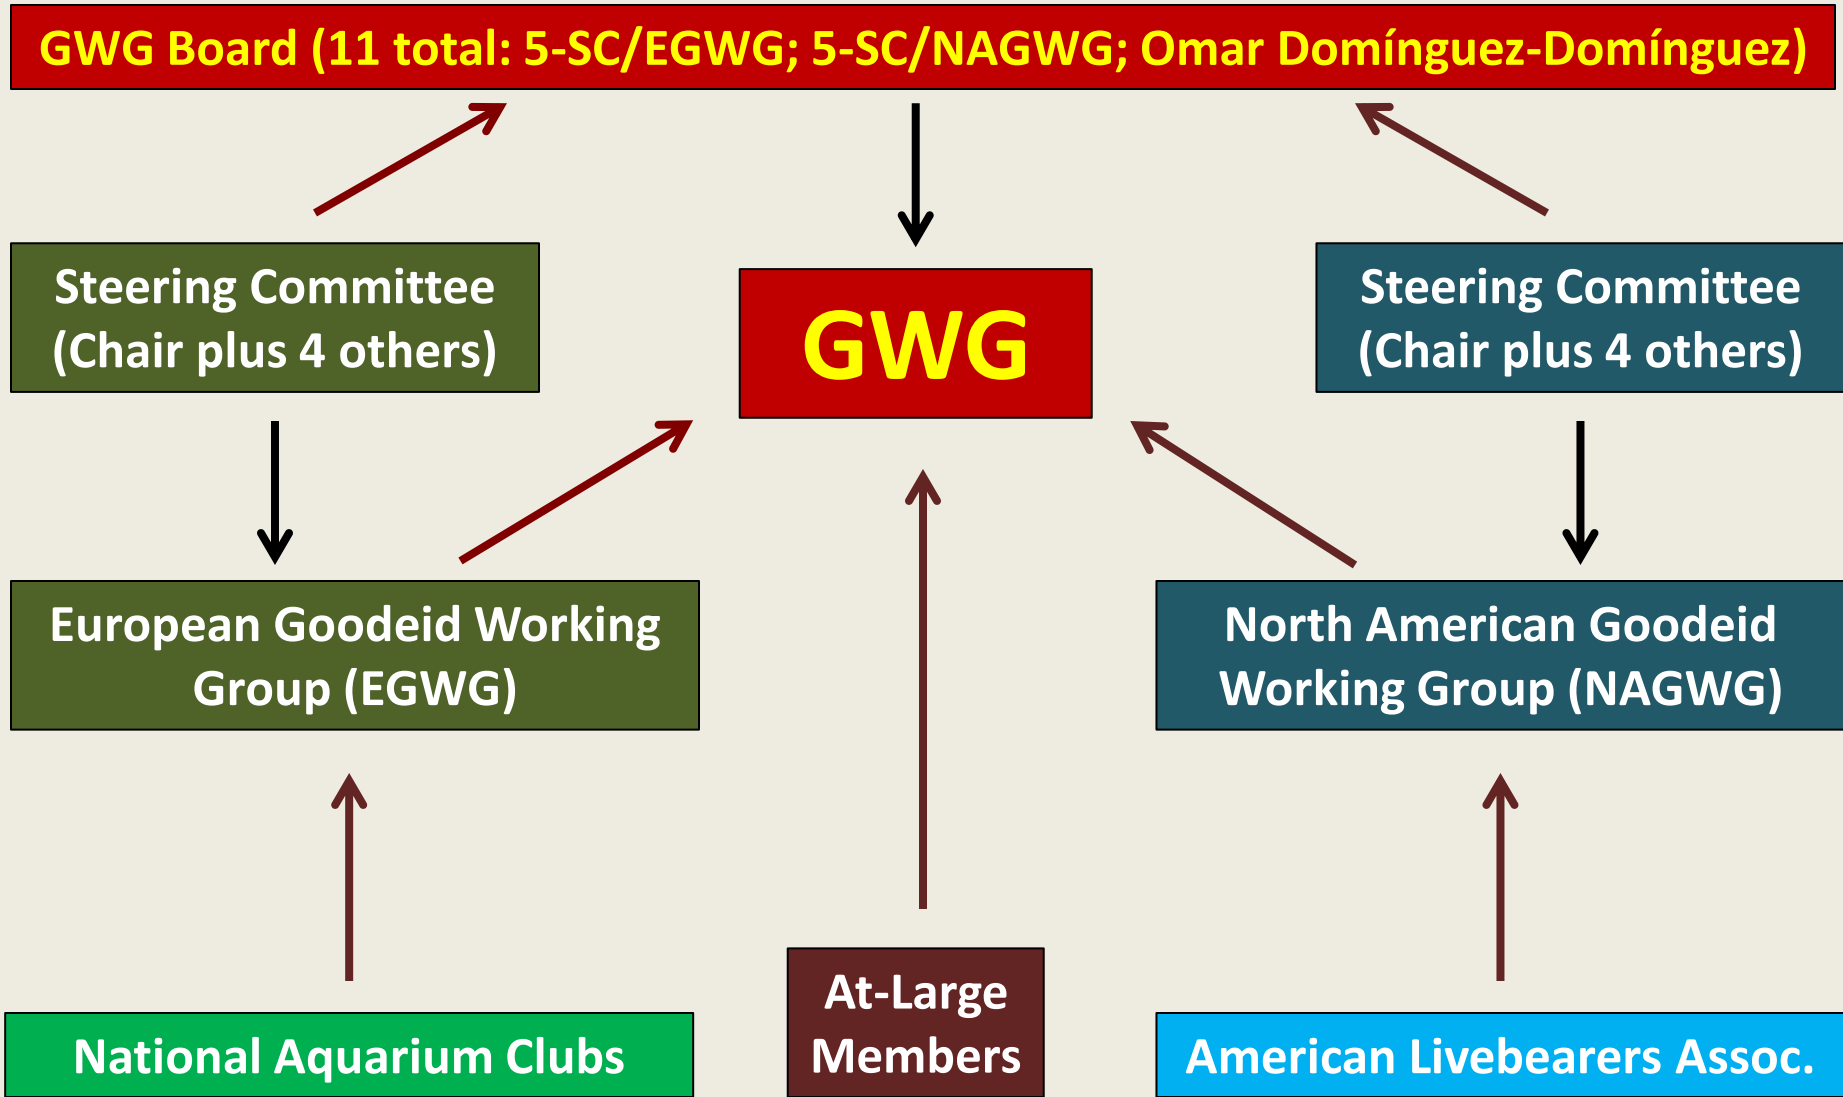 GWG Board (11 total: 5-SC/EGWG; 5-SC/NAGWG; Omar Domínguez-Domínguez)
Steering Committee
(Chair plus 4 others)
GWG
Steering Committee
(Chair plus 4 others)
European Goodeid Working
Group (EGWG)
North American Goodeid
Working Group (NAGWG)
National Aquarium Clubs
At-Large
Members
American Livebearers Assoc.